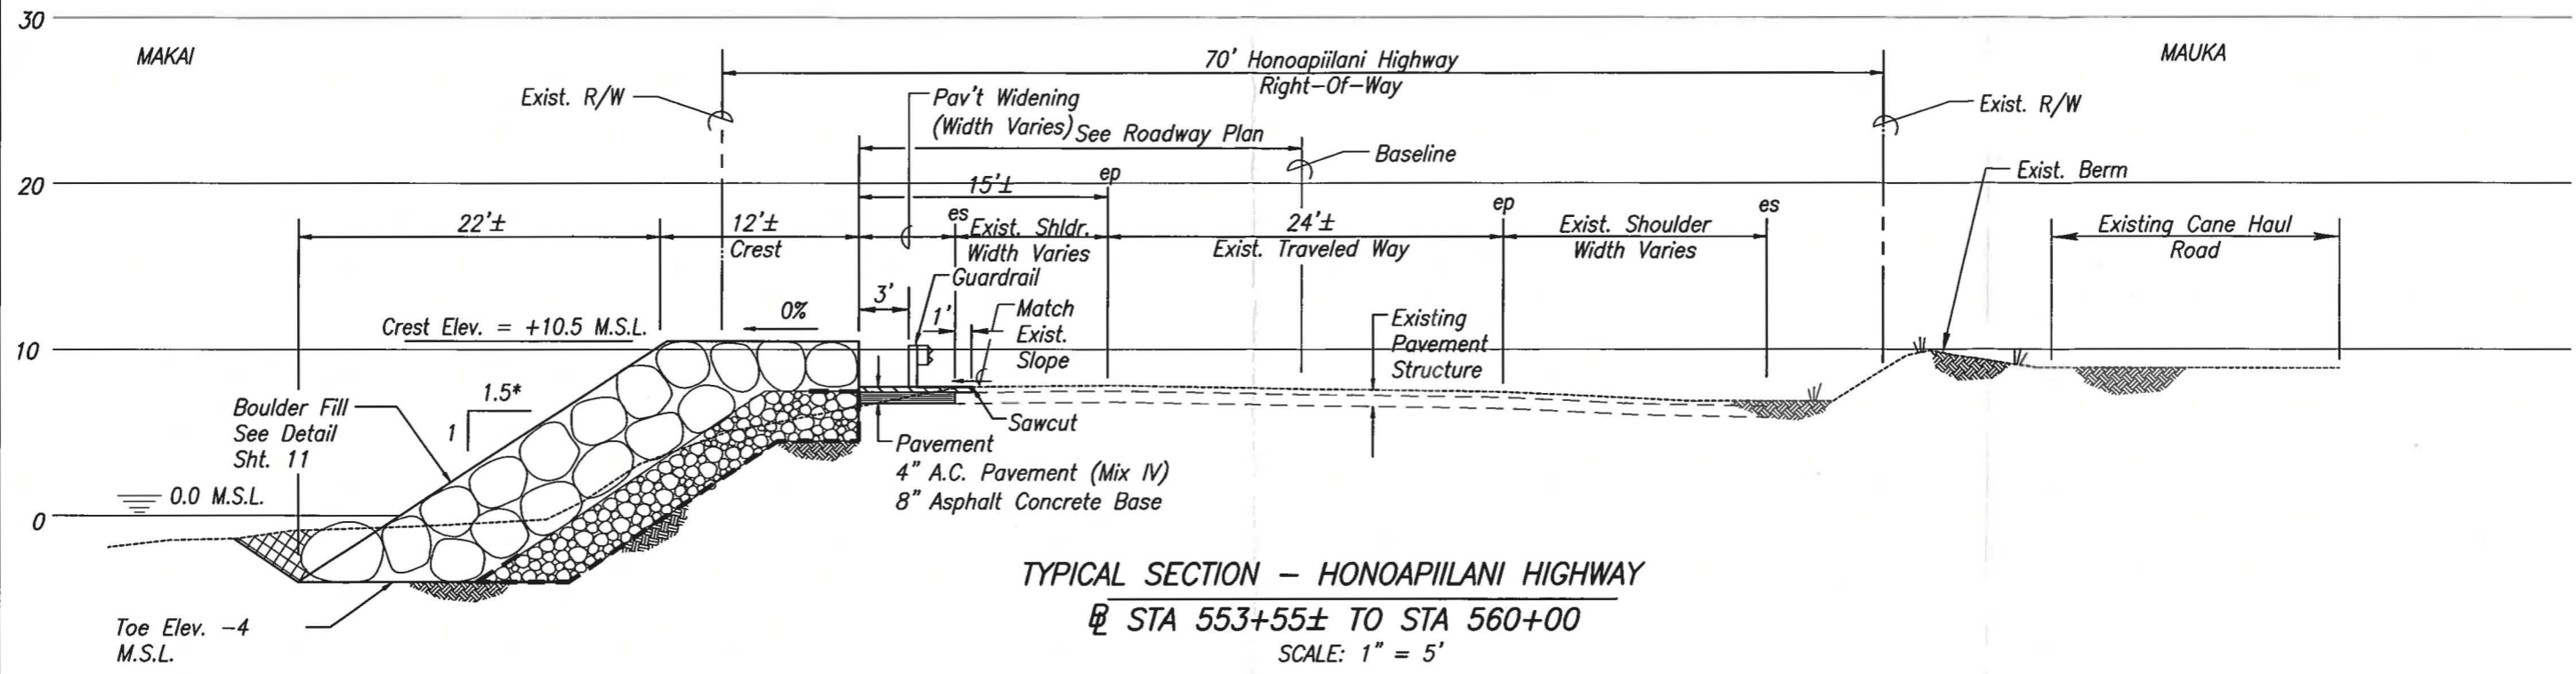 30
MAKAI
70' Honoapiilani Highway
Right-Of-Way
MAUKA
Exist. R/W
Pav't Widening
(Width Varies)
See Roadway Plan
Exist. R/W
Baseline
Exist. Berm
20
15'±
ep
22'±
12'±
Crest
es
Exist. Shldr.
Width Varies
24'±
Exist. Traveled Way
ep
Exist. Shoulder
Width Varies
es
Existing Cane Haul
Road
Guardrail
3'
1'
Match
Exist.
Slope
0%
Crest Elev. = +10.5 M.S.L.
Existing
Pavement
Structure
10
1.5*
1
Boulder Fill
See Detail
Sht. 11
Sawcut
Pavement
4" A.C. Pavement (Mix IV)
8" Asphalt Concrete Base
0.0 M.S.L.
0
Toe Elev. -4
M.S.L.
TYPICAL SECTION - HONOAPIILANI HIGHWAY
BL STA 553+55± TO STA 560+00
SCALE: 1" = 5'